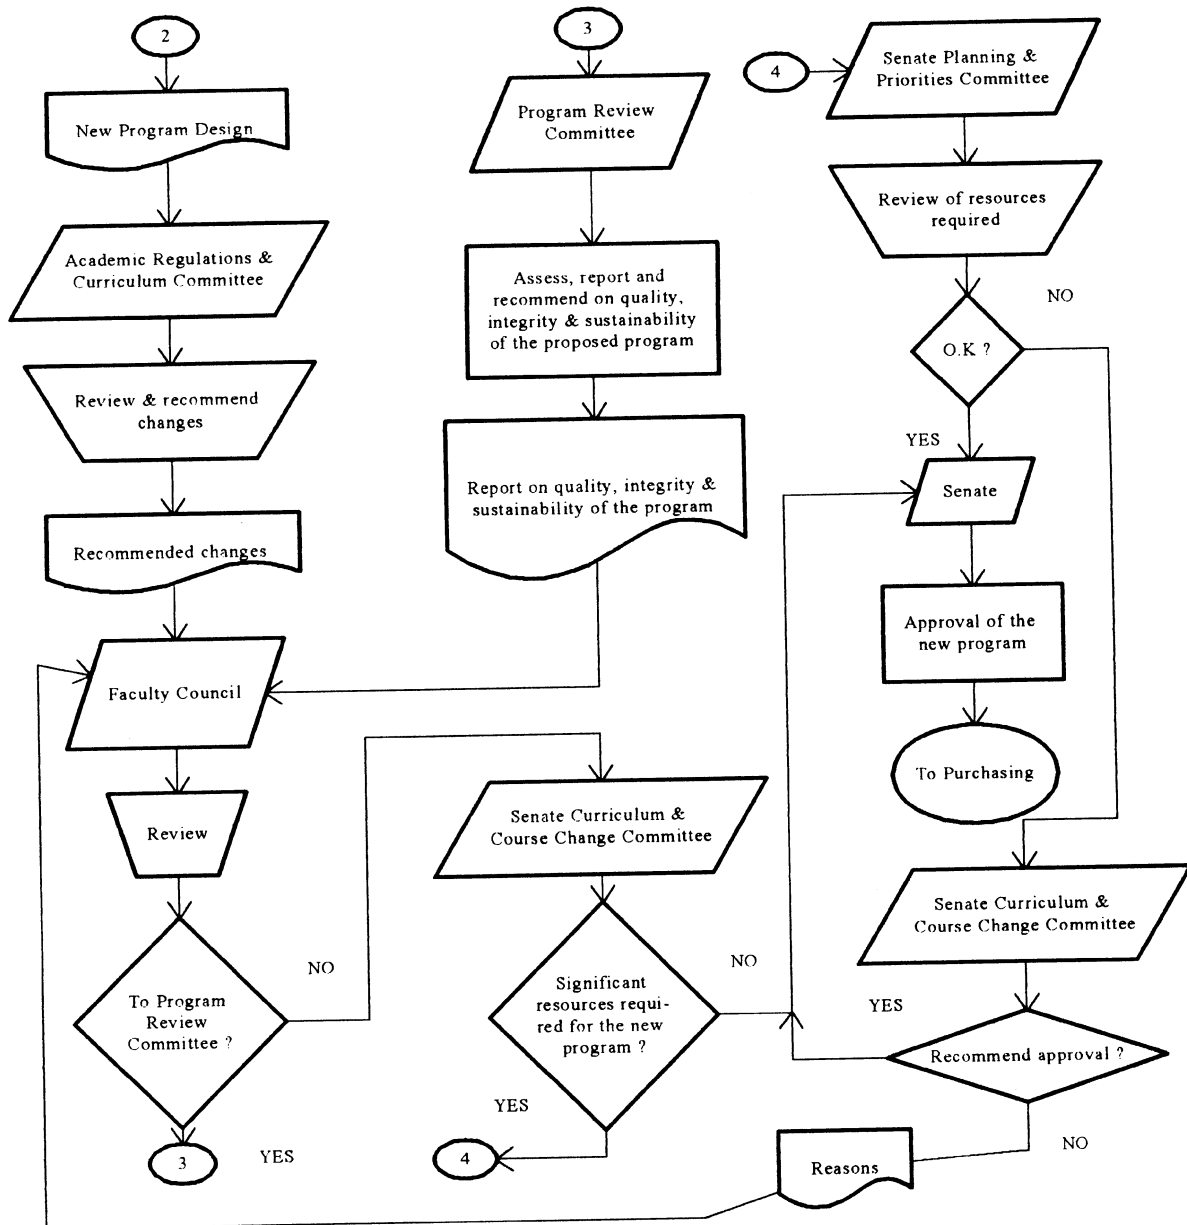 2
New Program Design
Academic Regulations &
Curriculum Committee
Review & recommend
changes
Recommended changes
Faculty Council
Review
To Program
Review
Committee ?
NO
YES
3
3
Program Review
Committee
Assess, report and
recommend on quality,
integrity & sustainability
of the proposed program
Report on quality, integrity &
sustainability of the program
Senate Curriculum &
Course Change Committee
Significant
resources requi-
red for the new
program ?
NO
YES
4
4
Senate Planning &
Priorities Committee
Review of resources
required
NO
O.K ?
YES
Senate
Approval of the
new program
To Purchasing
Senate Curriculum &
Course Change Committee
YES
Recommend approval ?
NO
Reasons